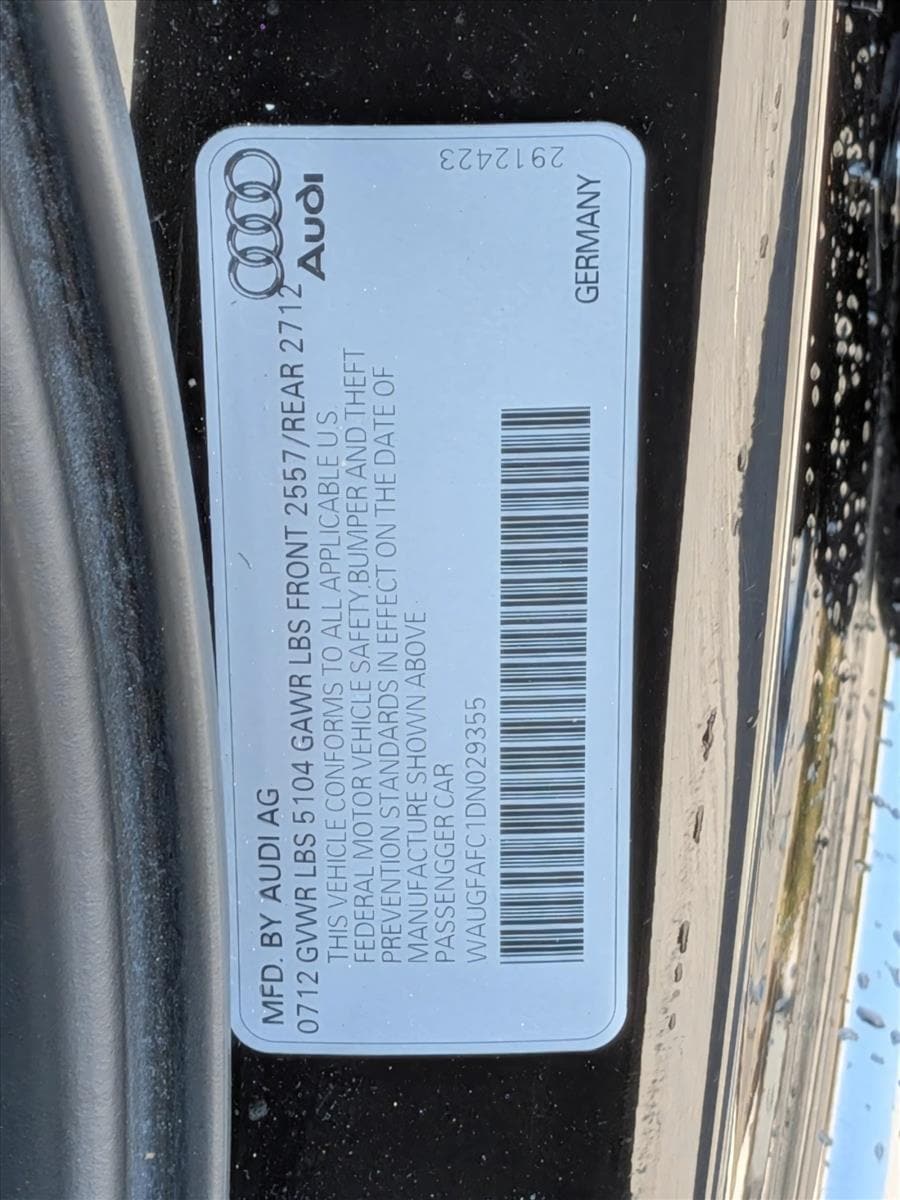 MFD. BY AUDI AG
0712 GVWR LBS 5104 GAWR LBS FRONT 2557/REAR 2712
THIS VEHICLE CONFORMS TO ALL APPLICABLE U.S.
FEDERAL MOTOR VEHICLE SAFETY,BUMPER AND THEFT
PREVENTION STANDARDS IN EFFECT ON THE DATE OF
MANUFACTURE SHOWN ABOVE
PASSENGGER CAR
WAUGFAFC1DN029355
Audi
GERMANY
2912423